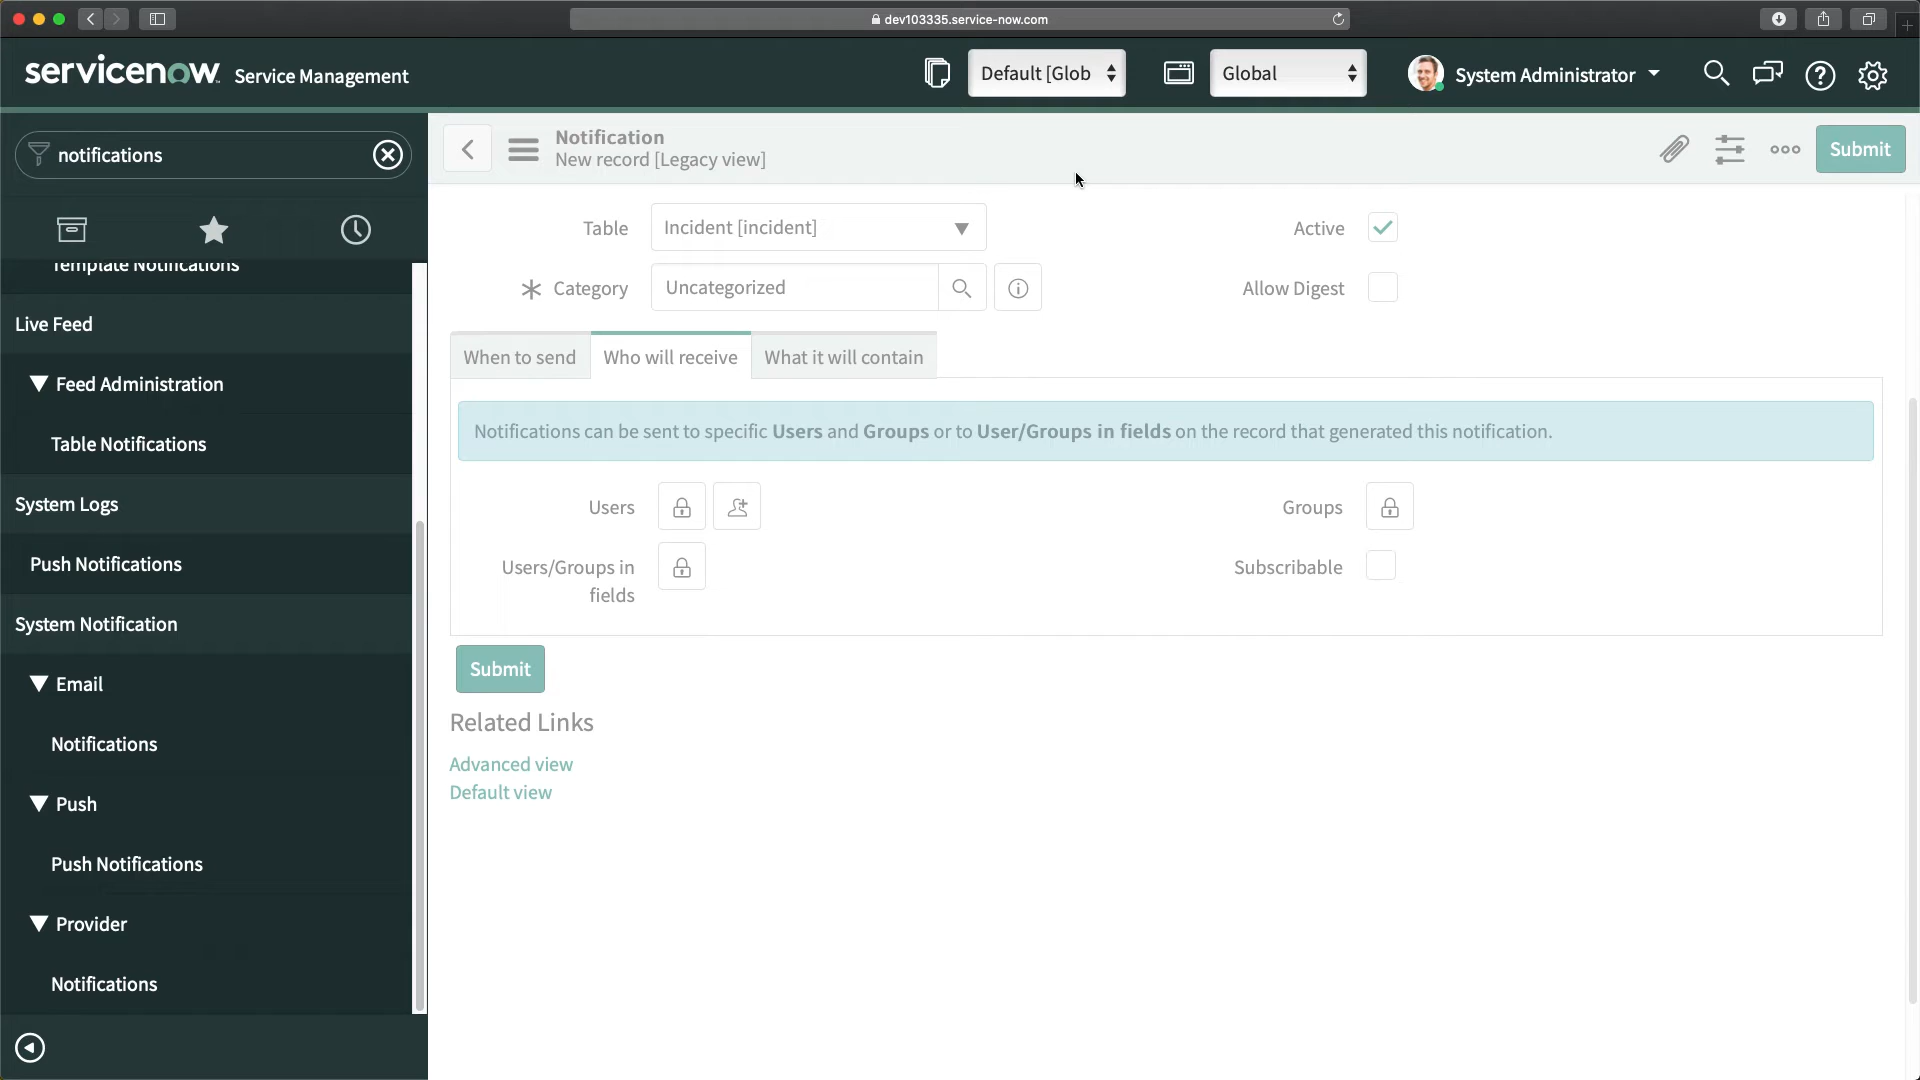 dev103335.service-now.com
servicenow Service Management
Default [Glob
Global
System Administrator
notifications
Notification
New record [Legacy view]
Submit
Template Notifications
Live Feed
Feed Administration
Table Notifications
System Logs
Push Notifications
System Notification
Email
Notifications
Push
Push Notifications
Provider
Notifications
Table
Incident [incident]
Active
Category
Uncategorized
Allow Digest
When to send
Who will receive
What it will contain
Notifications can be sent to specific Users and Groups or to User/Groups in fields on the record that generated this notification.
Users
Groups
Users/Groups in
fields
Subscribable
Submit
Related Links
Advanced view
Default view